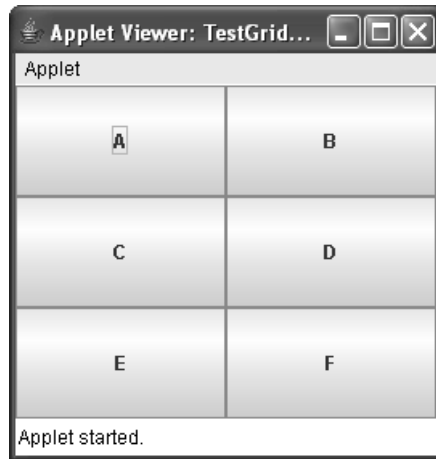 Applet Viewer: TestGrid...
Applet
A B
C D
E F
Applet started.